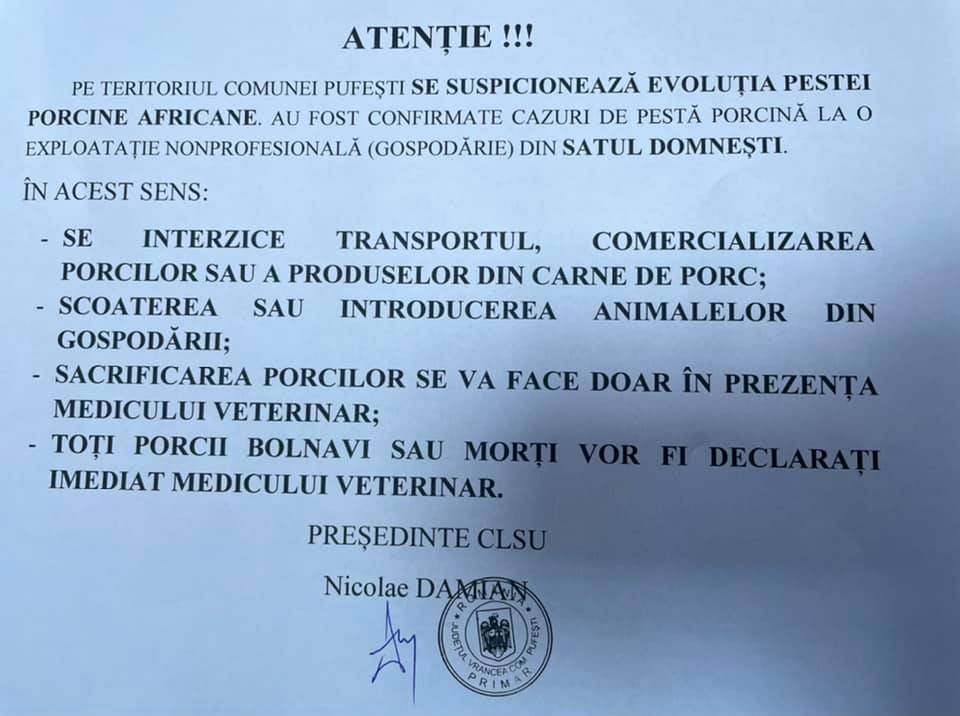 ATENȚIE !!!
PE TERITORIUL COMUNEI PUFEȘTI SE SUSPICIONEAZĂ EVOLUȚIA PESTEI
PORCINE AFRICANE. AU FOST CONFIRMATE CAZURI DE PESTĂ PORCINĂ LA O
EXPLOATAȚIE NONPROFESIONALĂ (GOSPODĂRIE) DIN SATUL DOMNEȘTI.
ÎN ACEST SENS:
- SE INTERZICE TRANSPORTUL, COMERCIALIZAREA
PORCILOR SAU A PRODUSELOR DIN CARNE DE PORC;
- SCOATEREA SAU INTRODUCEREA ANIMALELOR DIN
GOSPODĂRII;
- SACRIFICAREA PORCILOR SE VA FACE DOAR ÎN PREZENȚA
MEDICULUI VETERINAR;
- TOȚI PORCII BOLNAVI SAU MORȚI VOR FI DECLARAȚI
IMEDIAT MEDICULUI VETERINAR.
PREȘEDINTE CLSU
Nicolae DAMIAN
ROMÂNIA
JUDEȚUL VRANCEA COM. PUFEȘTI
PRIMAR